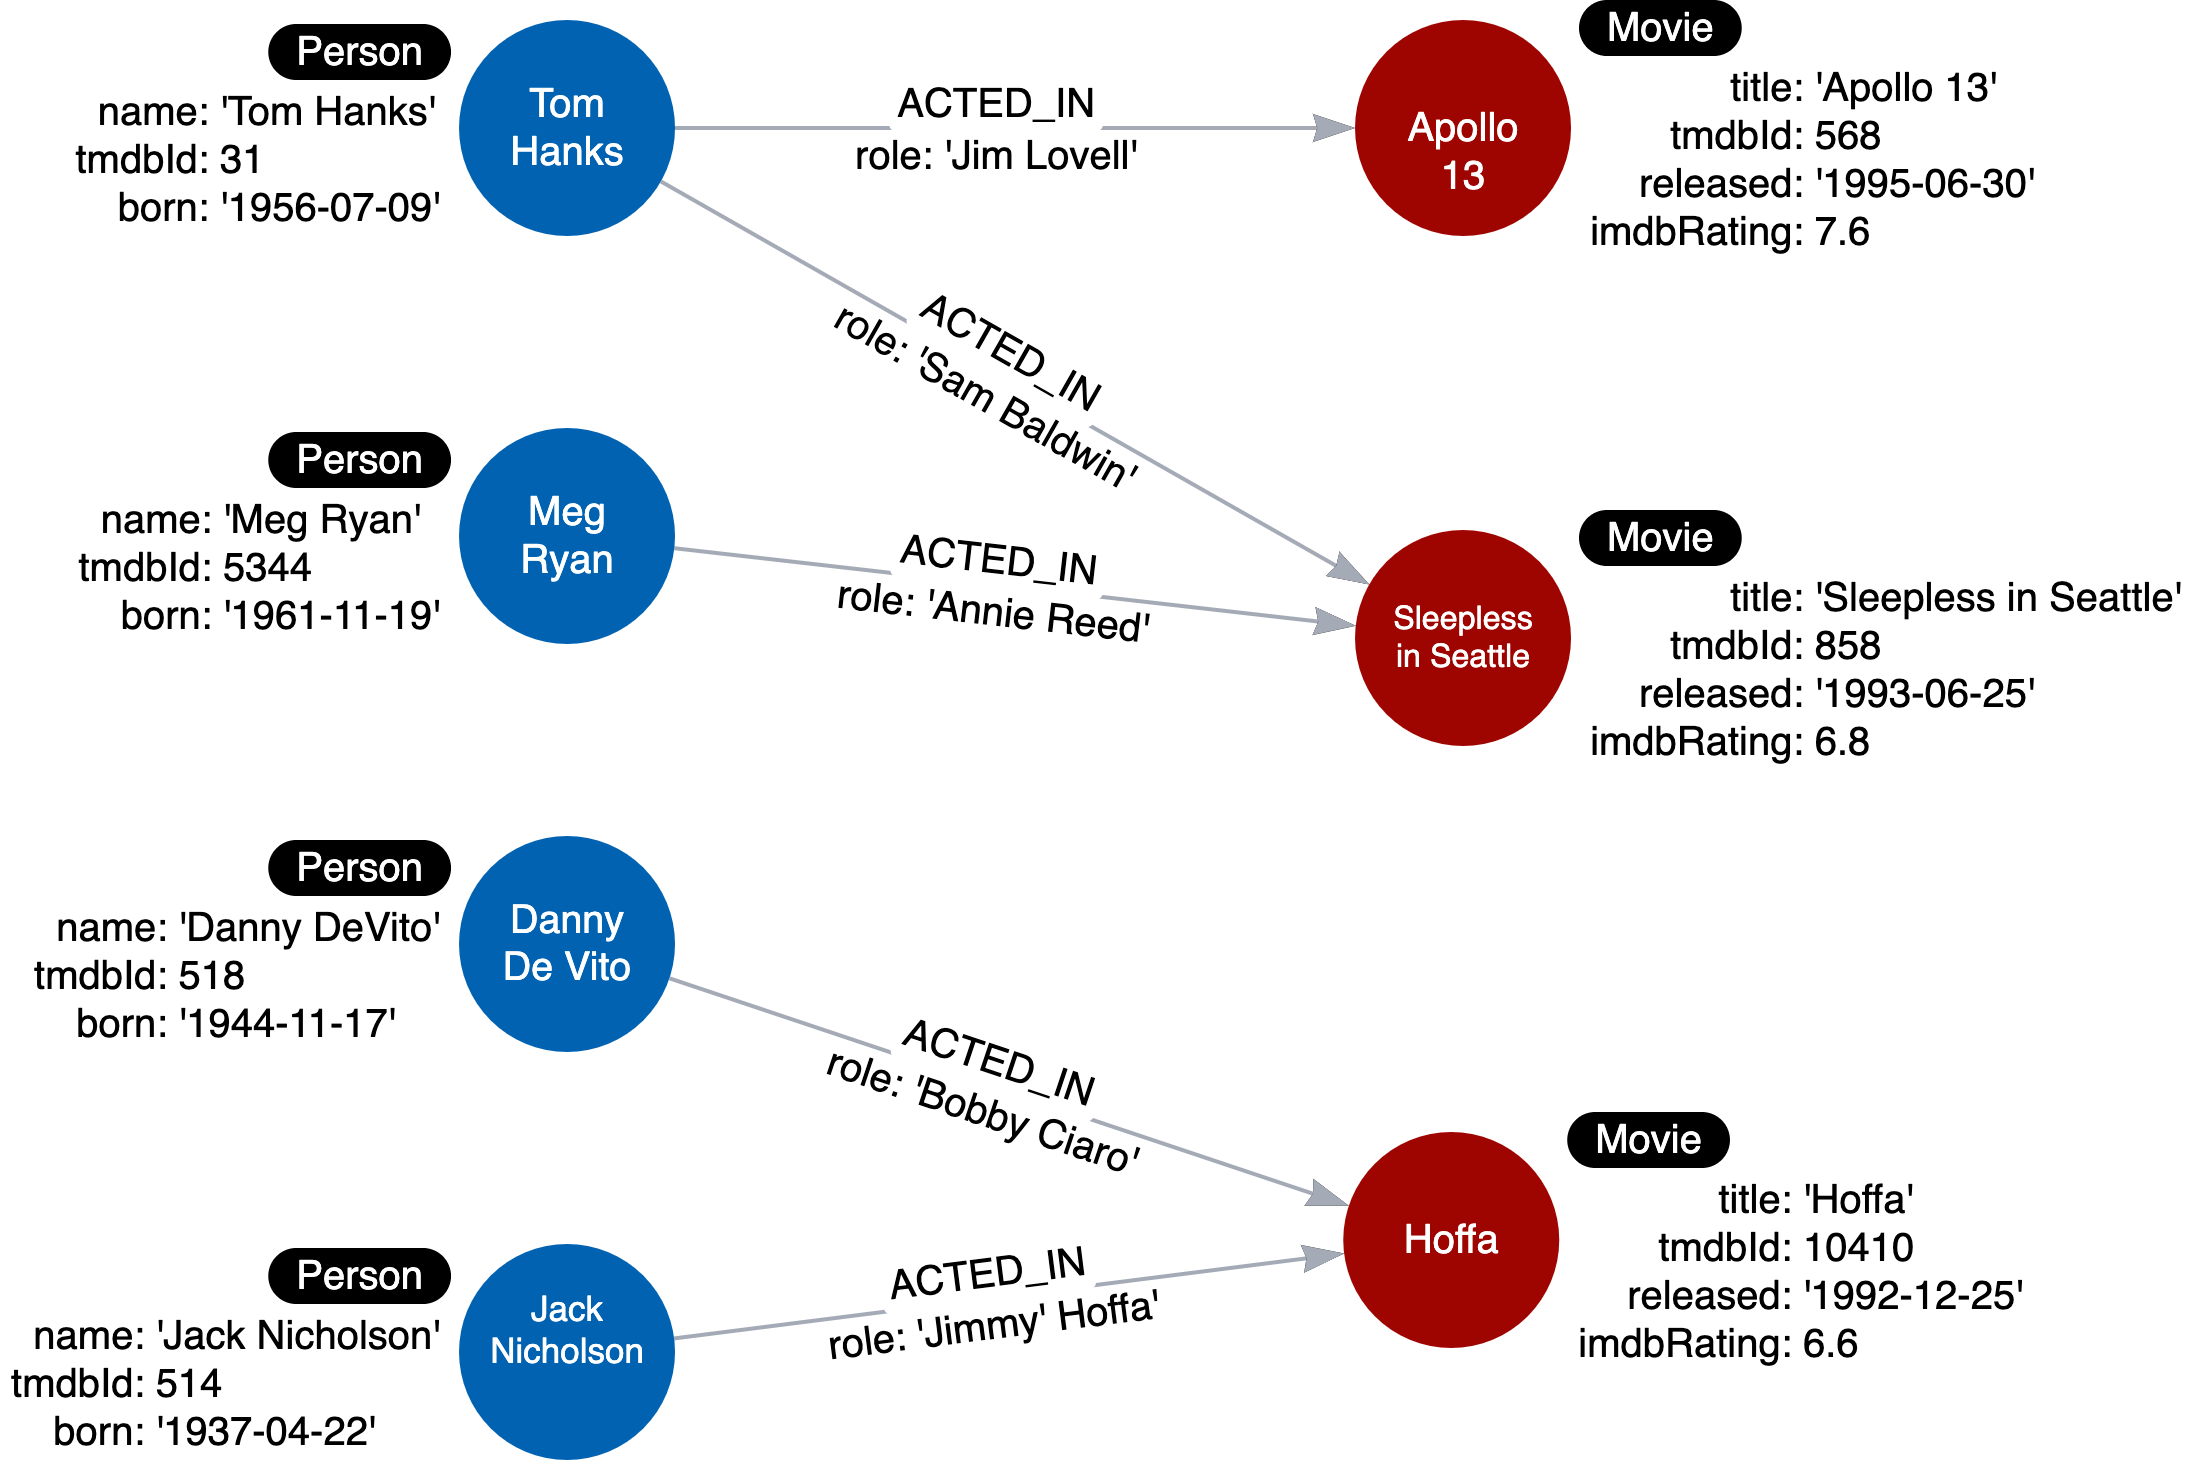 Person
name: 'Tom Hanks'
tmdbId: 31
born: '1956-07-09'
Tom
Hanks
ACTED_IN
role: 'Jim Lovell'
Apollo
13
Movie
title: 'Apollo 13'
tmdbId: 568
released: '1995-06-30'
imdbRating: 7.6
ACTED_IN
role: 'Sam Baldwin'
Person
name: 'Meg Ryan'
tmdbId: 5344
born: '1961-11-19'
Meg
Ryan
ACTED_IN
role: 'Annie Reed'
Sleepless
in Seattle
Movie
title: 'Sleepless in Seattle'
tmdbId: 858
released: '1993-06-25'
imdbRating: 6.8
Person
name: 'Danny DeVito'
tmdbId: 518
born: '1944-11-17'
Danny
De Vito
ACTED_IN
role: 'Bobby Ciaro'
Person
name: 'Jack Nicholson'
tmdbId: 514
born: '1937-04-22'
Jack
Nicholson
ACTED_IN
role: 'Jimmy' Hoffa'
Hoffa
Movie
title: 'Hoffa'
tmdbId: 10410
released: '1992-12-25'
imdbRating: 6.6